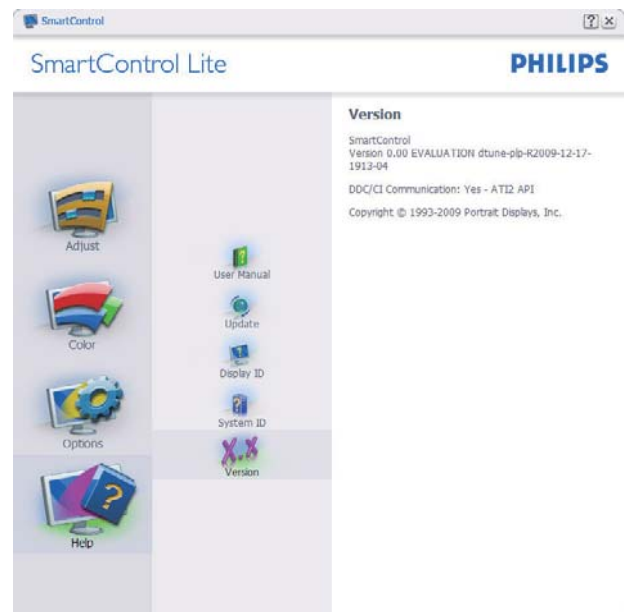 SmartControl
SmartControl Lite
PHILIPS
Adjust
Color
Options
Help
User Manual
Update
Display ID
System ID
X.X
Version
Version
SmartControl
Version 0.00 EVALUATION dtune-plp-R2009-12-17-
1913-04
DDC/CI Communication: Yes - ATI2 API
Copyright © 1993-2009 Portrait Displays, Inc.